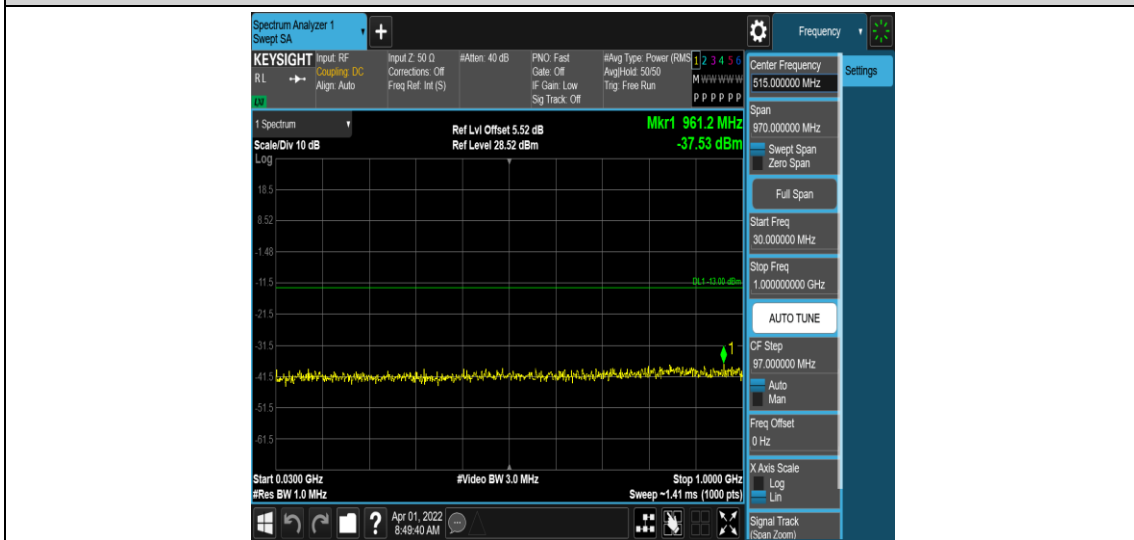 Spectrum Analyzer 1
Swept SA
+
Frequency
KEYSIGHT
RL
LXI
Input: RF
Coupling: DC
Align: Auto
Input Z: 50 Ω
Corrections: Off
Freq Ref: Int (S)
#Atten: 40 dB
PNO: Fast
Gate: Off
IF Gain: Low
Sig Track: Off
#Avg Type: Power (RMS
Avg|Hold: 50/50
Trig: Free Run
1 2 3 4 5 6
M W W W W W
P P P P P P
1 Spectrum
Scale/Div 10 dB
Log
Ref Lvl Offset 5.52 dB
Ref Level 28.52 dBm
Mkr1 961.2 MHz
-37.53 dBm
18.5
8.52
-1.48
-11.5
DL1 -13.00 dBm
-21.5
-31.5
1
-41.5
-51.5
-61.5
Start 0.0300 GHz
#Res BW 1.0 MHz
#Video BW 3.0 MHz
Stop 1.0000 GHz
Sweep ~1.41 ms (1000 pts)
?
Apr 01, 2022
8:49:40 AM
Center Frequency
515.000000 MHz
Settings
Span
970.000000 MHz
Swept Span
Zero Span
Full Span
Start Freq
30.000000 MHz
Stop Freq
1.000000000 GHz
AUTO TUNE
CF Step
97.000000 MHz
Auto
Man
Freq Offset
0 Hz
X Axis Scale
Log
Lin
Signal Track
(Span Zoom)